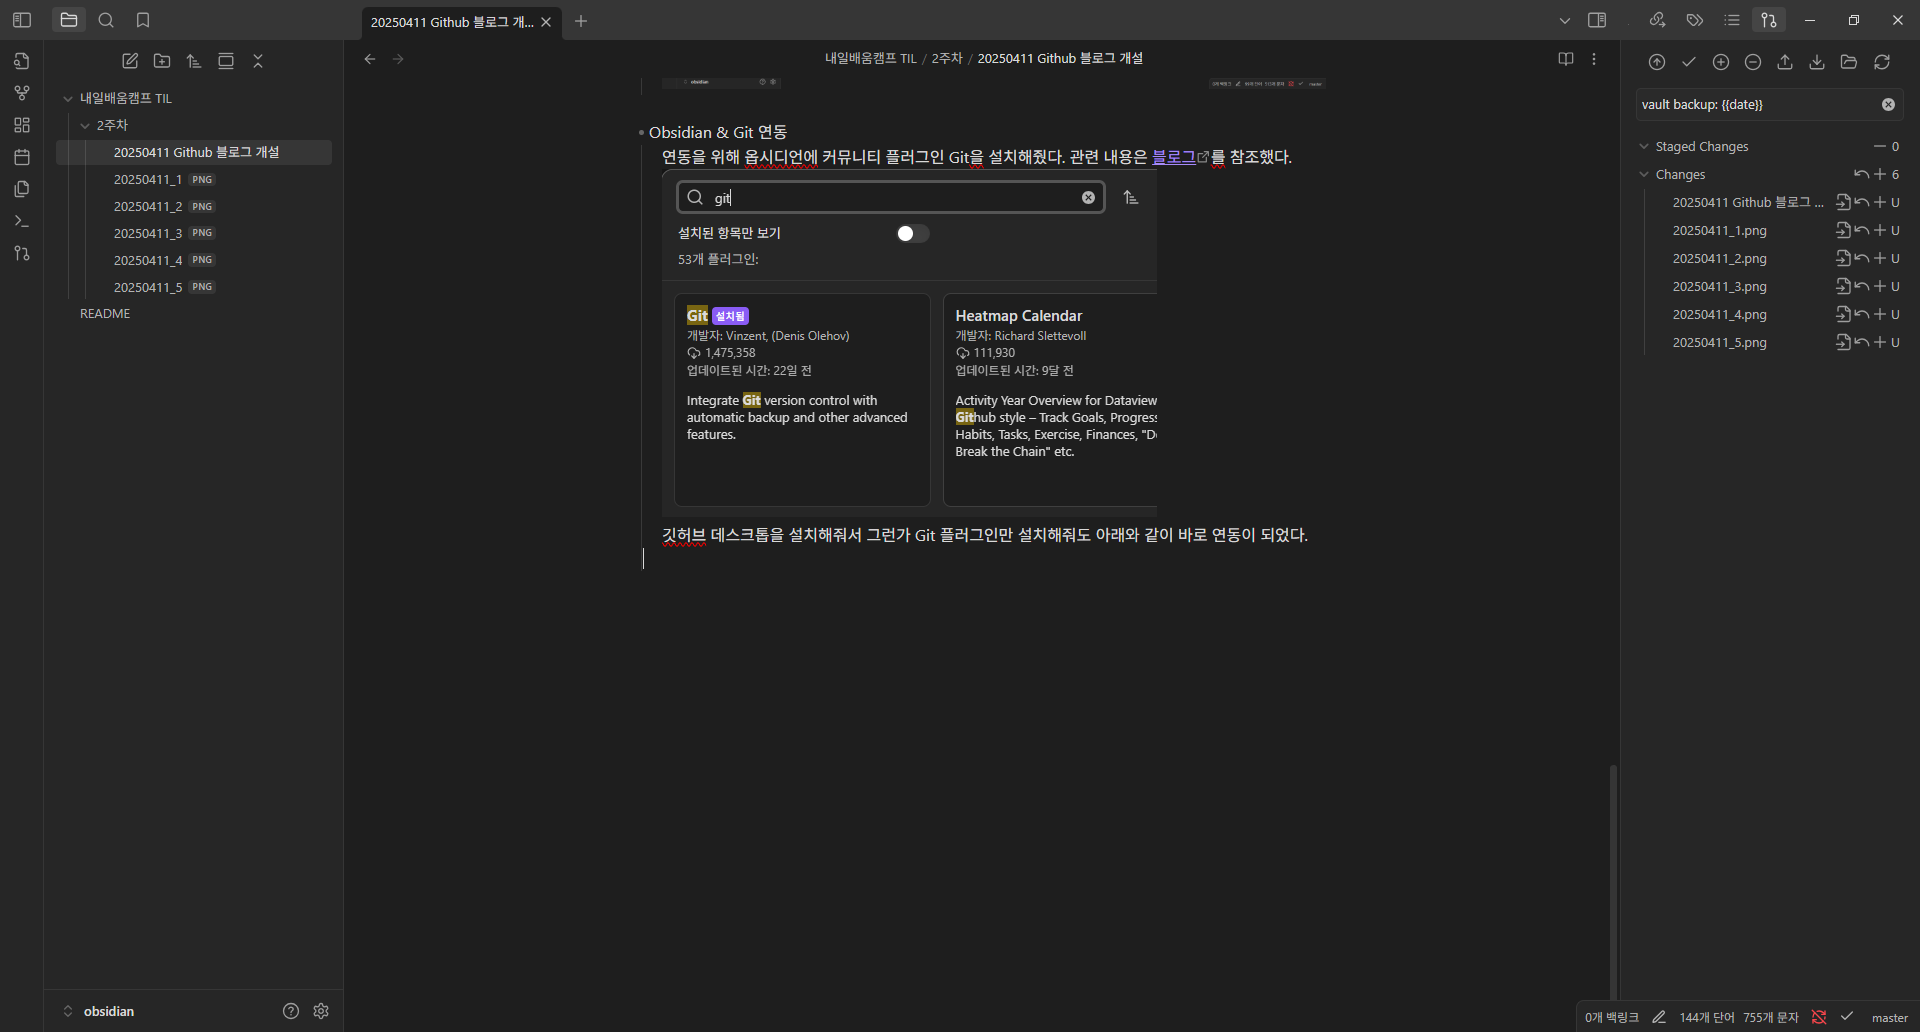 20250411 Github 블로그 개...
내일배움캠프 TIL / 2주차 / 20250411 Github 블로그 개설
내일배움캠프 TIL
2주차
20250411 Github 블로그 개설
20250411_1 PNG
20250411_2 PNG
20250411_3 PNG
20250411_4 PNG
20250411_5 PNG
README
obsidian
obsidian
master
Obsidian & Git 연동
연동을 위해 옵시디언에 커뮤니티 플러그인 Git을 설치해줬다. 관련 내용은 블로그를 참조했다.
git
설치된 항목만 보기
53개 플러그인:
Git 설치됨
개발자: Vinzent, (Denis Olehov)
1,475,358
업데이트된 시간: 22일 전
Integrate Git version control with
automatic backup and other advanced
features.
Heatmap Calendar
개발자: Richard Slettevoll
111,930
업데이트된 시간: 9달 전
Activity Year Overview for Dataview
Github style – Track Goals, Progress
Habits, Tasks, Exercise, Finances, "D
Break the Chain" etc.
깃허브 데스크톱을 설치해줘서 그런가 Git 플러그인만 설치해줘도 아래와 같이 바로 연동이 되었다.
vault backup: {{date}}
Staged Changes 0
Changes 6
20250411 Github 블로그 ... U
20250411_1.png U
20250411_2.png U
20250411_3.png U
20250411_4.png U
20250411_5.png U
0개 백링크 144개 단어 755개 문자 master